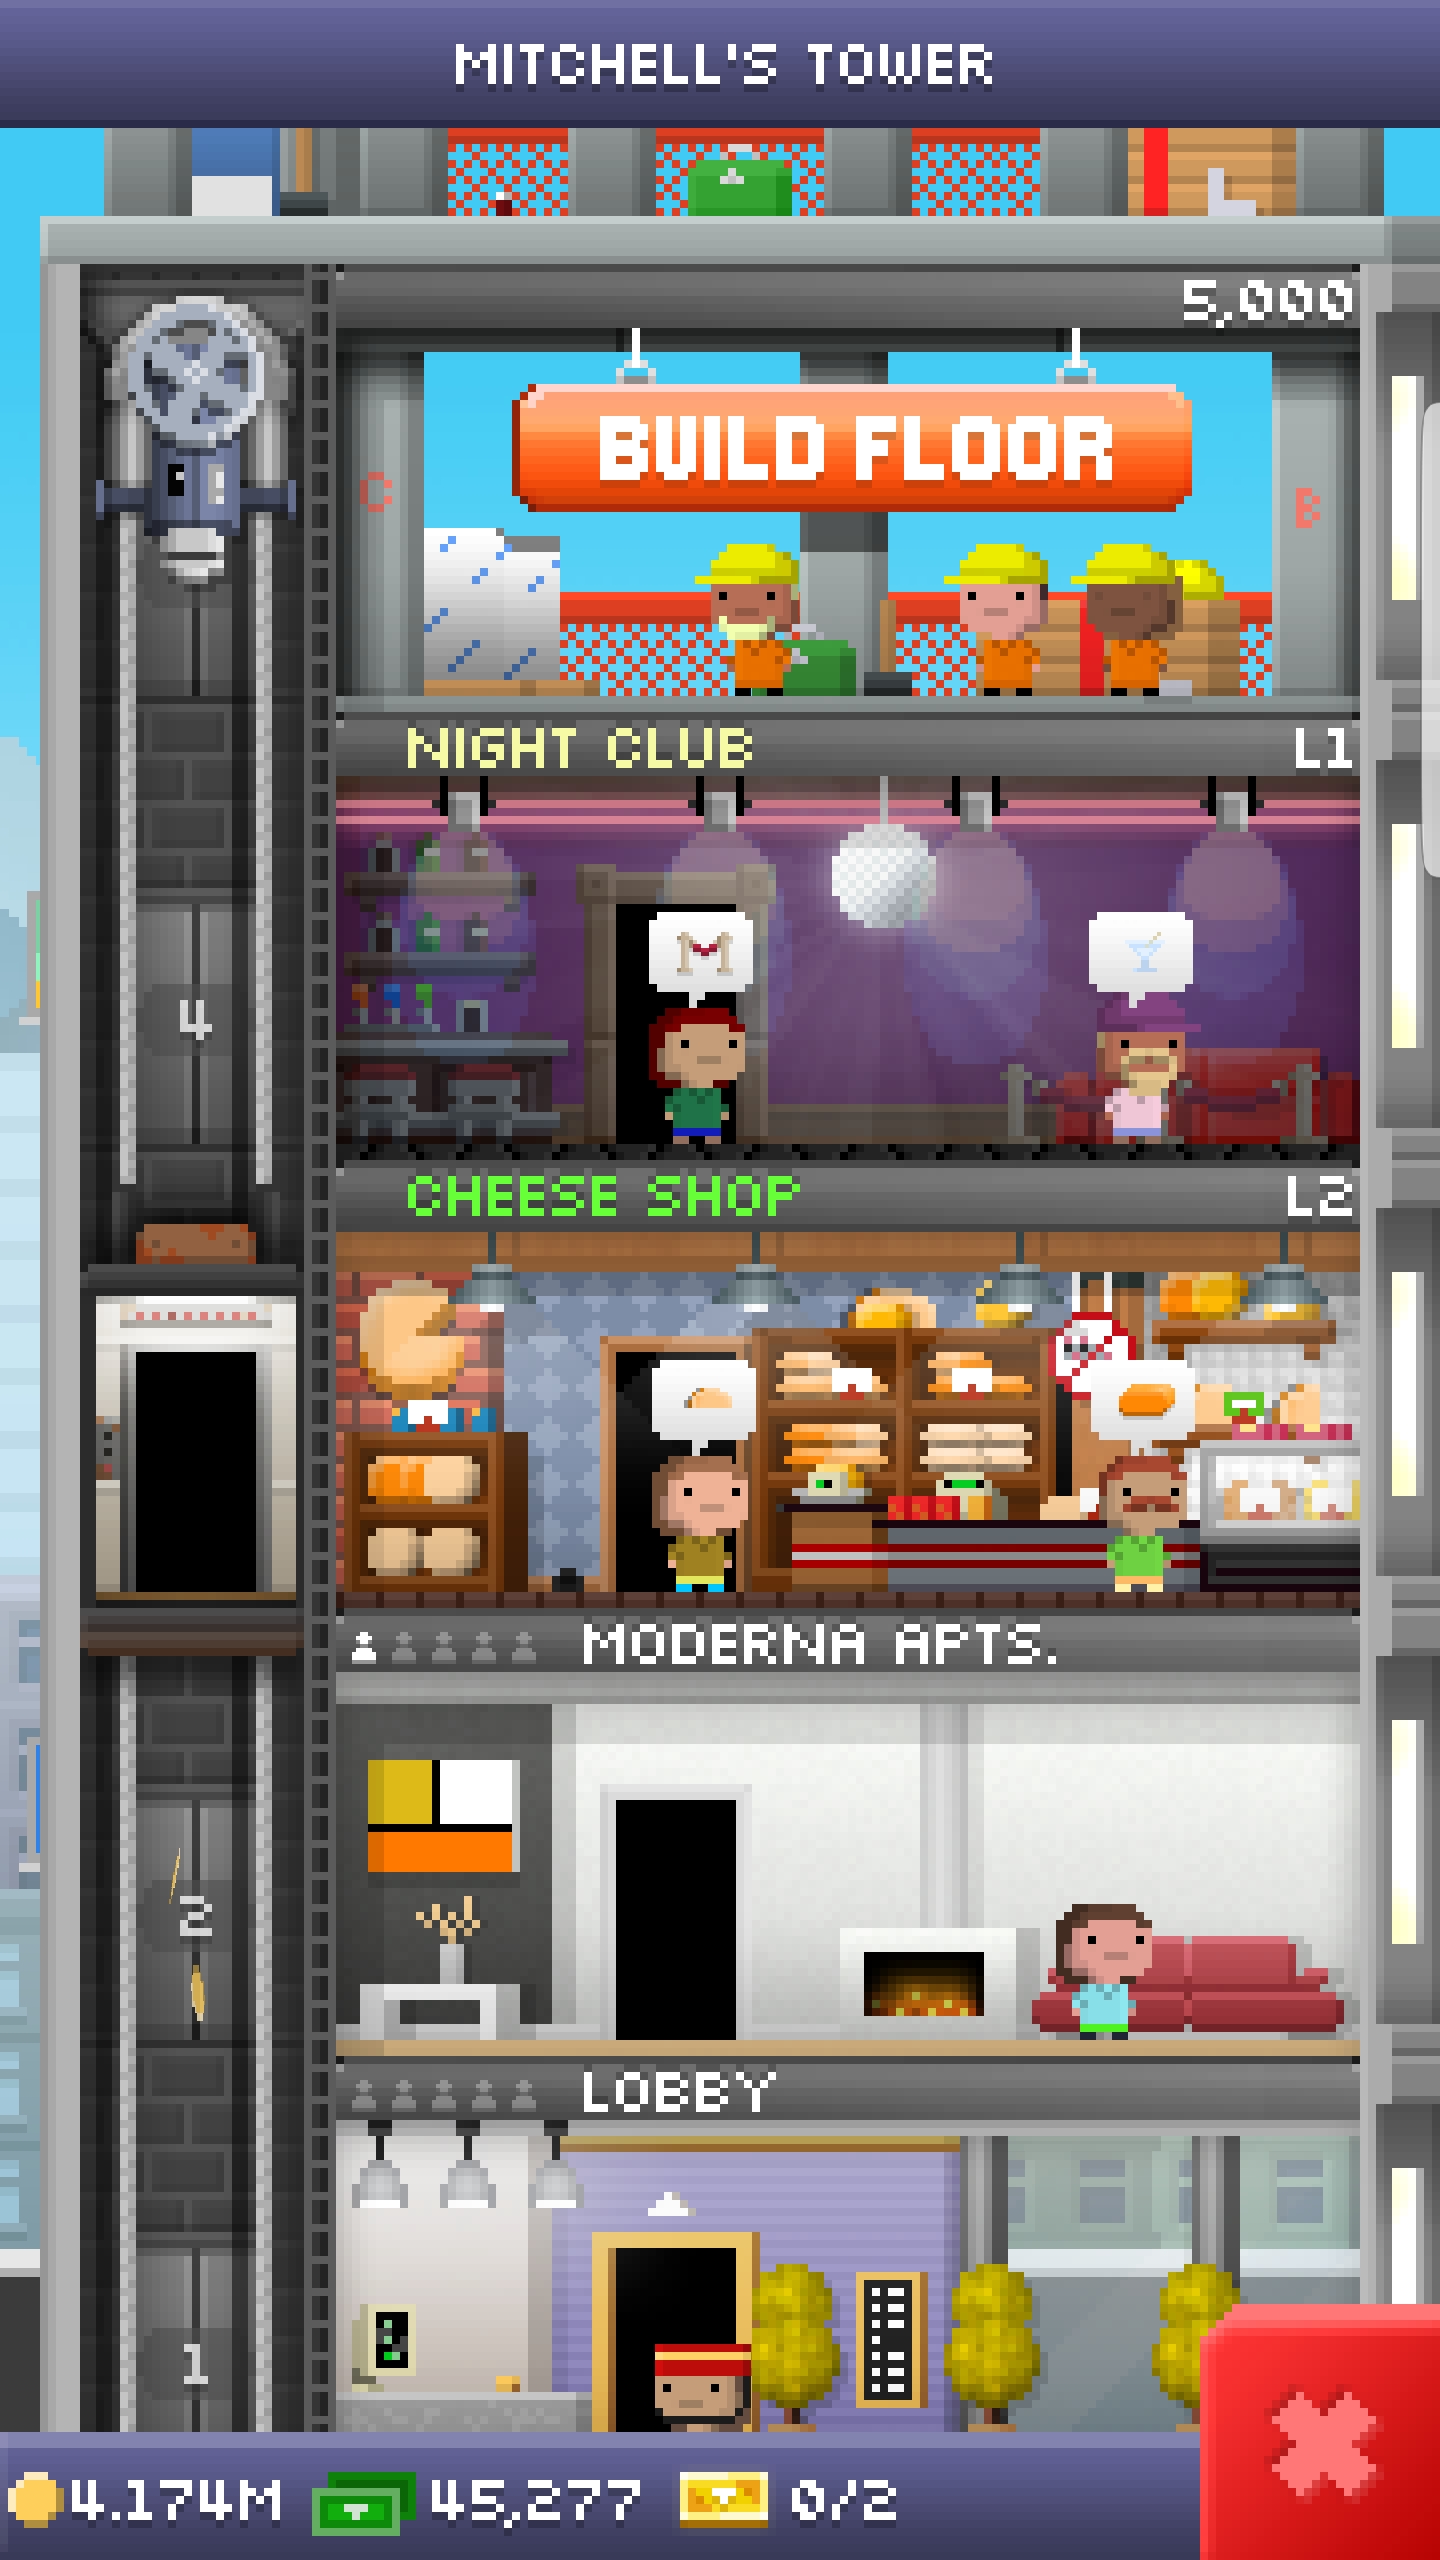 MITCHELL'S TOWER
5,000
BUILD FLOOR
C
B
NIGHT CLUB L1
4
CHEESE SHOP L2
MODERNA APTS.
2
LOBBY
1
4.174M 45,277 0/2